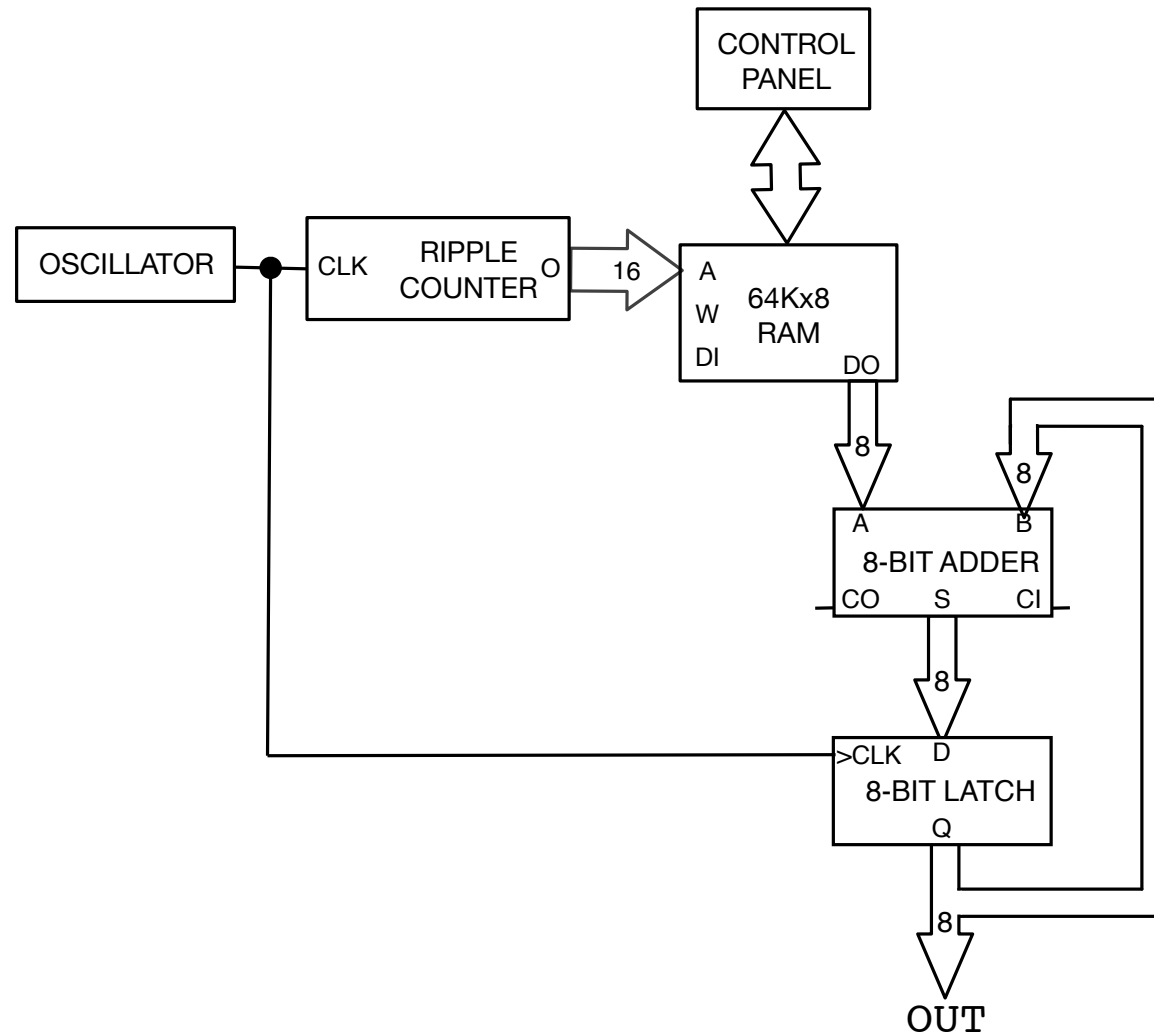 CONTROL
PANEL
OSCILLATOR
CLK
RIPPLE
COUNTER
O
16
A
W
DI
64Kx8
RAM
DO
8
8
A
B
8-BIT ADDER
CO
S
CI
8
>CLK
D
8-BIT LATCH
Q
8
OUT